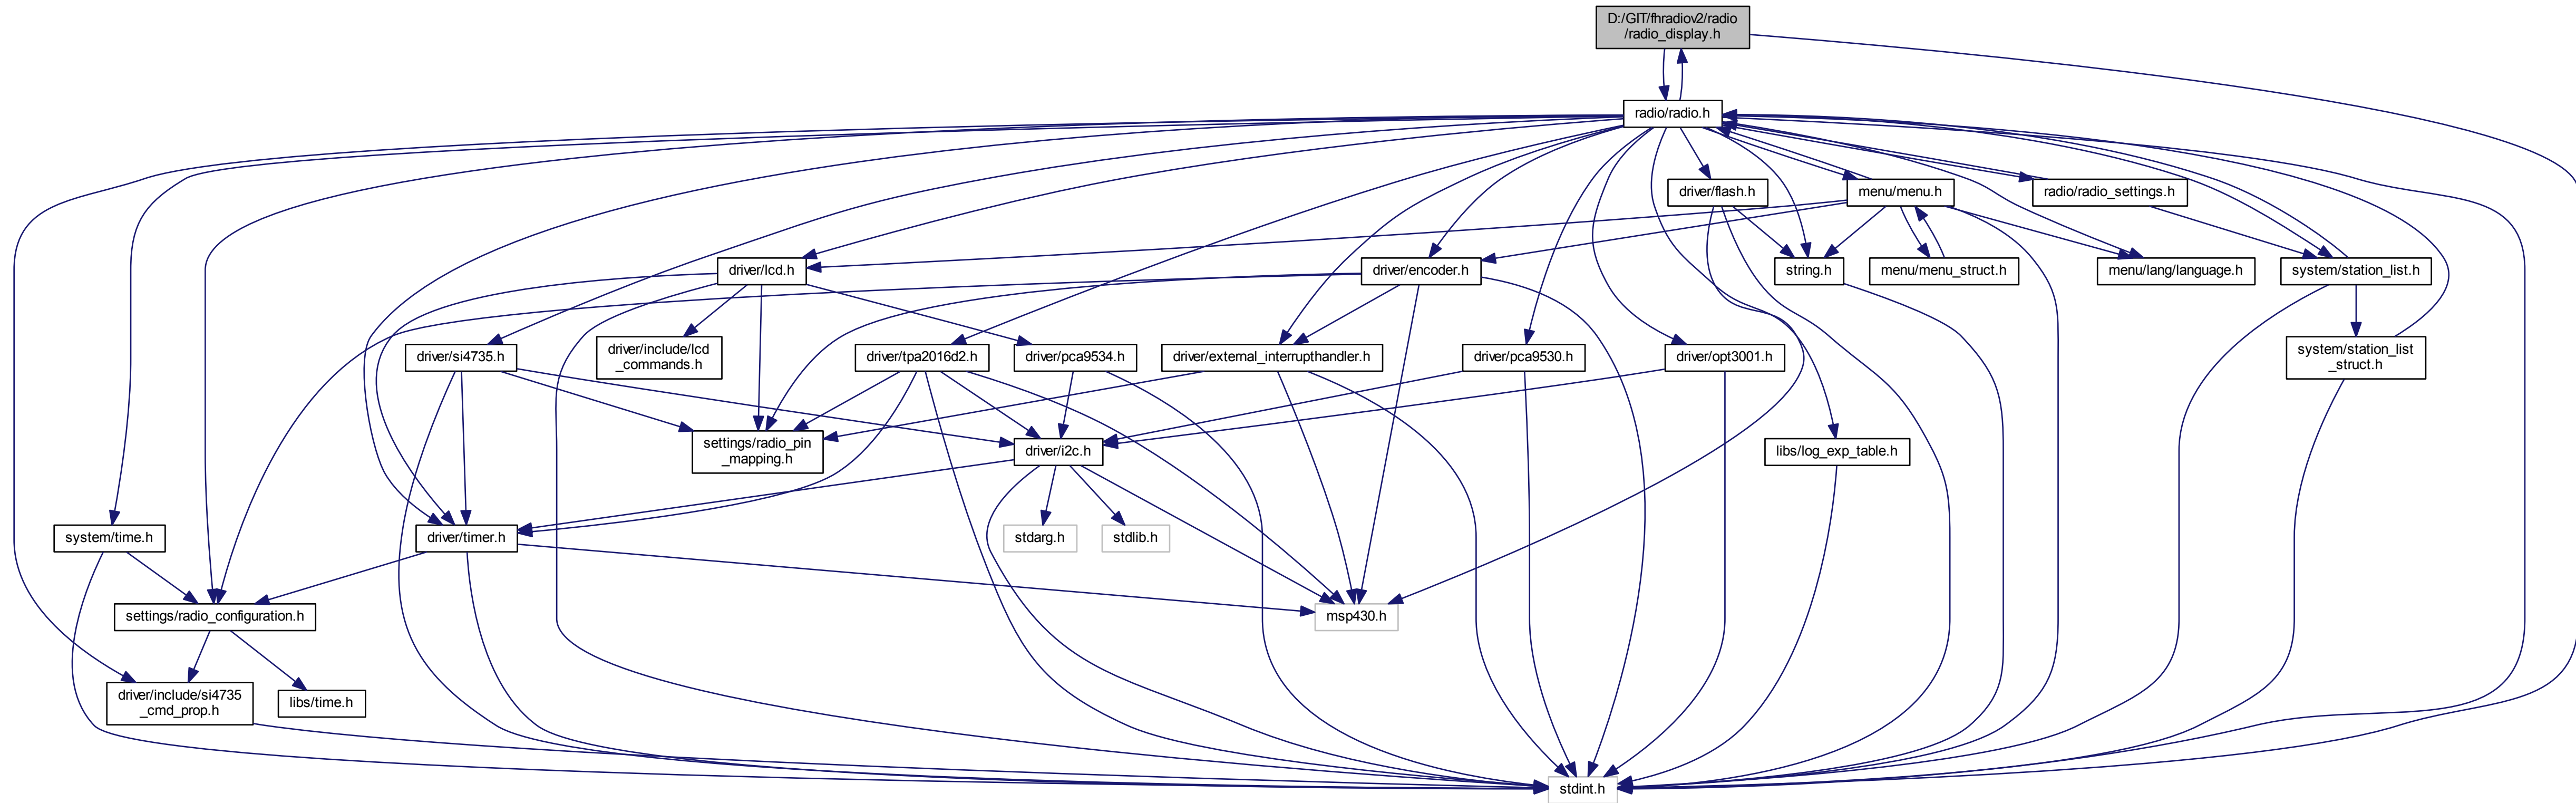 D:/GIT/fhradiov2/radio
/radio_display.h
radio/radio.h
driver/flash.h
menu/menu.h
radio/radio_settings.h
driver/lcd.h
driver/encoder.h
string.h
menu/menu_struct.h
menu/lang/language.h
system/station_list.h
driver/si4735.h
driver/include/lcd
_commands.h
driver/tpa2016d2.h
driver/pca9534.h
driver/external_interrupthandler.h
driver/pca9530.h
driver/opt3001.h
system/station_list
_struct.h
settings/radio_pin
_mapping.h
driver/i2c.h
libs/log_exp_table.h
system/time.h
driver/timer.h
stdarg.h
stdlib.h
settings/radio_configuration.h
msp430.h
driver/include/si4735
_cmd_prop.h
libs/time.h
stdint.h